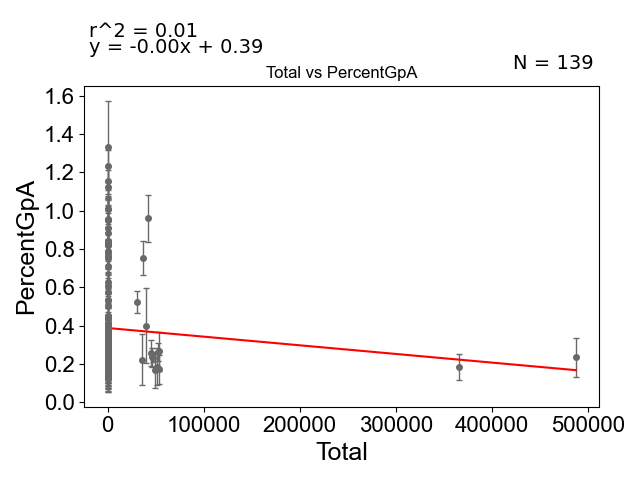 r^2 = 0.01
y = -0.00x + 0.39
N = 139
Total vs PercentGpA
PercentGpA
1.6
1.4
1.2
1.0
0.8
0.6
0.4
0.2
0.0
0 100000 200000 300000 400000 500000
Total